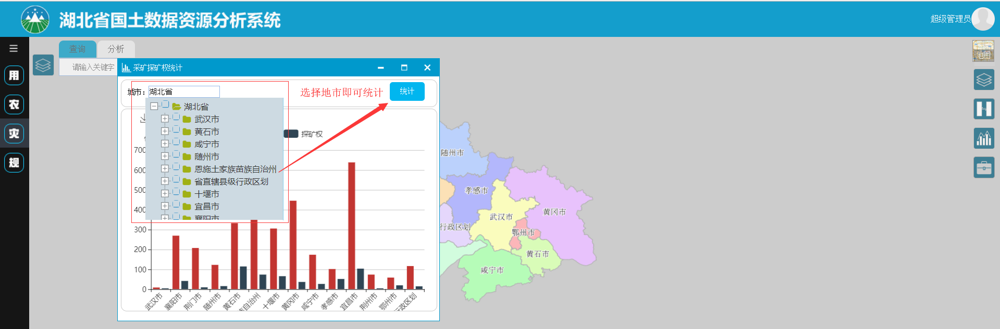 湖北省国土数据资源分析系统
超级管理员
查询
分析
请输入关键字
地图
用
农
灾
规
采矿探矿权统计
城市：
湖北省
选择地市即可统计
统计
湖北省
武汉市
黄石市
咸宁市
随州市
恩施土家族苗族自治州
省直辖县级行政区划
十堰市
宜昌市
襄阳市
探矿权
700
600
500
400
300
200
100
0
武汉市
襄阳市
荆门市
随州市
黄石市
自治州
十堰市
黄冈市
咸宁市
孝感市
宜昌市
荆州市
鄂州市
行政区划
随州市
孝感市
武汉市
黄冈市
行政区划
鄂州市
黄石市
咸宁市